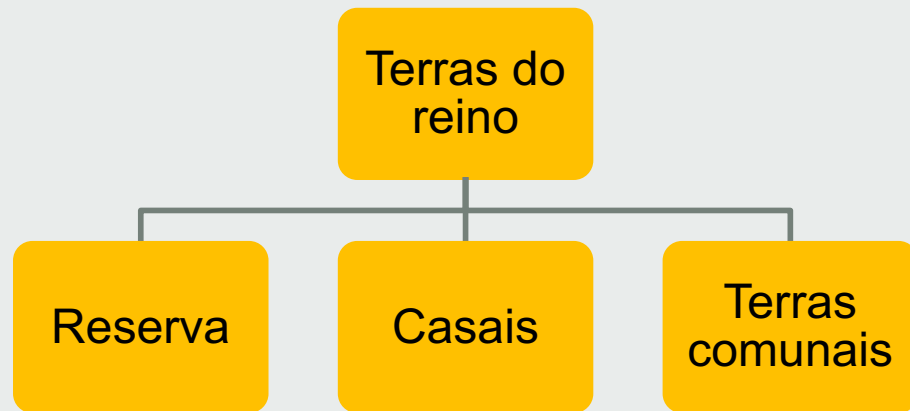 Terras do
reino
Reserva
Casais
Terras
comunais